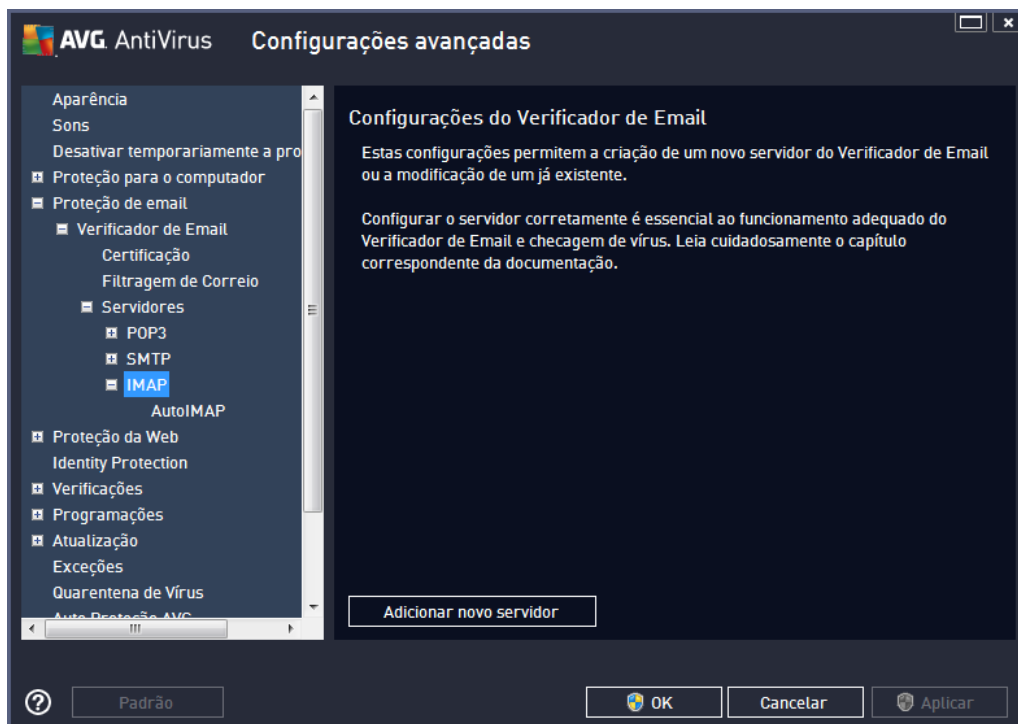 AVG. AntiVirus Configurações avançadas
Aparência
Sons
Desativar temporariamente a pro
Proteção para o computador
Proteção de email
Verificador de Email
Certificação
Filtragem de Correio
Servidores
POP3
SMTP
IMAP
AutoIMAP
Proteção da Web
Identity Protection
Verificações
Programações
Atualização
Exceções
Quarentena de Vírus
Auto Proteção AVG
Configurações do Verificador de Email
Estas configurações permitem a criação de um novo servidor do Verificador de Email
ou a modificação de um já existente.
Configurar o servidor corretamente é essencial ao funcionamento adequado do
Verificador de Email e checagem de vírus. Leia cuidadosamente o capítulo
correspondente da documentação.
Adicionar novo servidor
Padrão
OK
Cancelar
Aplicar